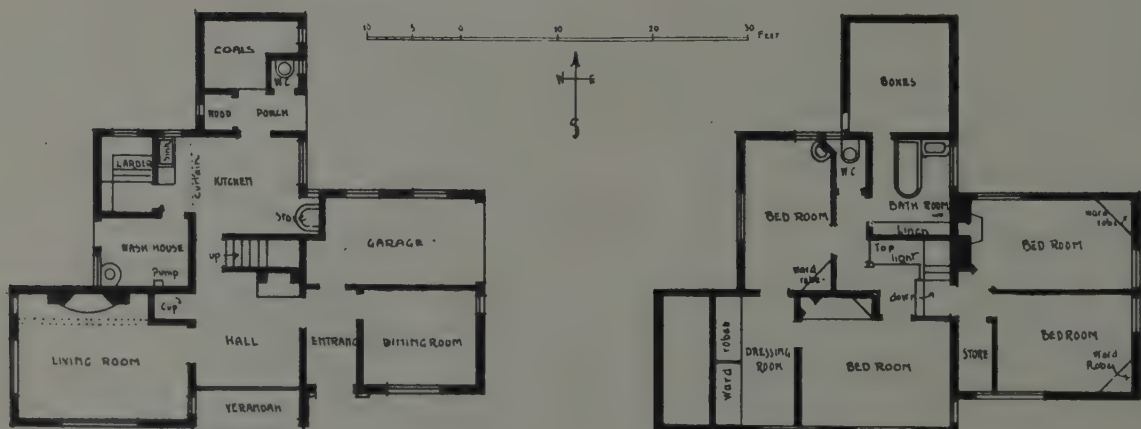 10 5 0 10 20 30 FEET
W E
S
COALS
W.C
WOOD PORCH
LARDER
Sink
Curtain
KITCHEN
Sto
WASH HOUSE
Pump
UP
GARAGE
Cup
LIVING ROOM
HALL
ENTRANC
DINING ROOM
VERANDAH
BOXES
BED ROOM
W.C
BATH ROOM
Linen
Top light
Ward robe
BED ROOM
Ward robe
down
robes
Ward
DRESSING ROOM
BED ROOM
STORE
BEDROOM
Ward Robe